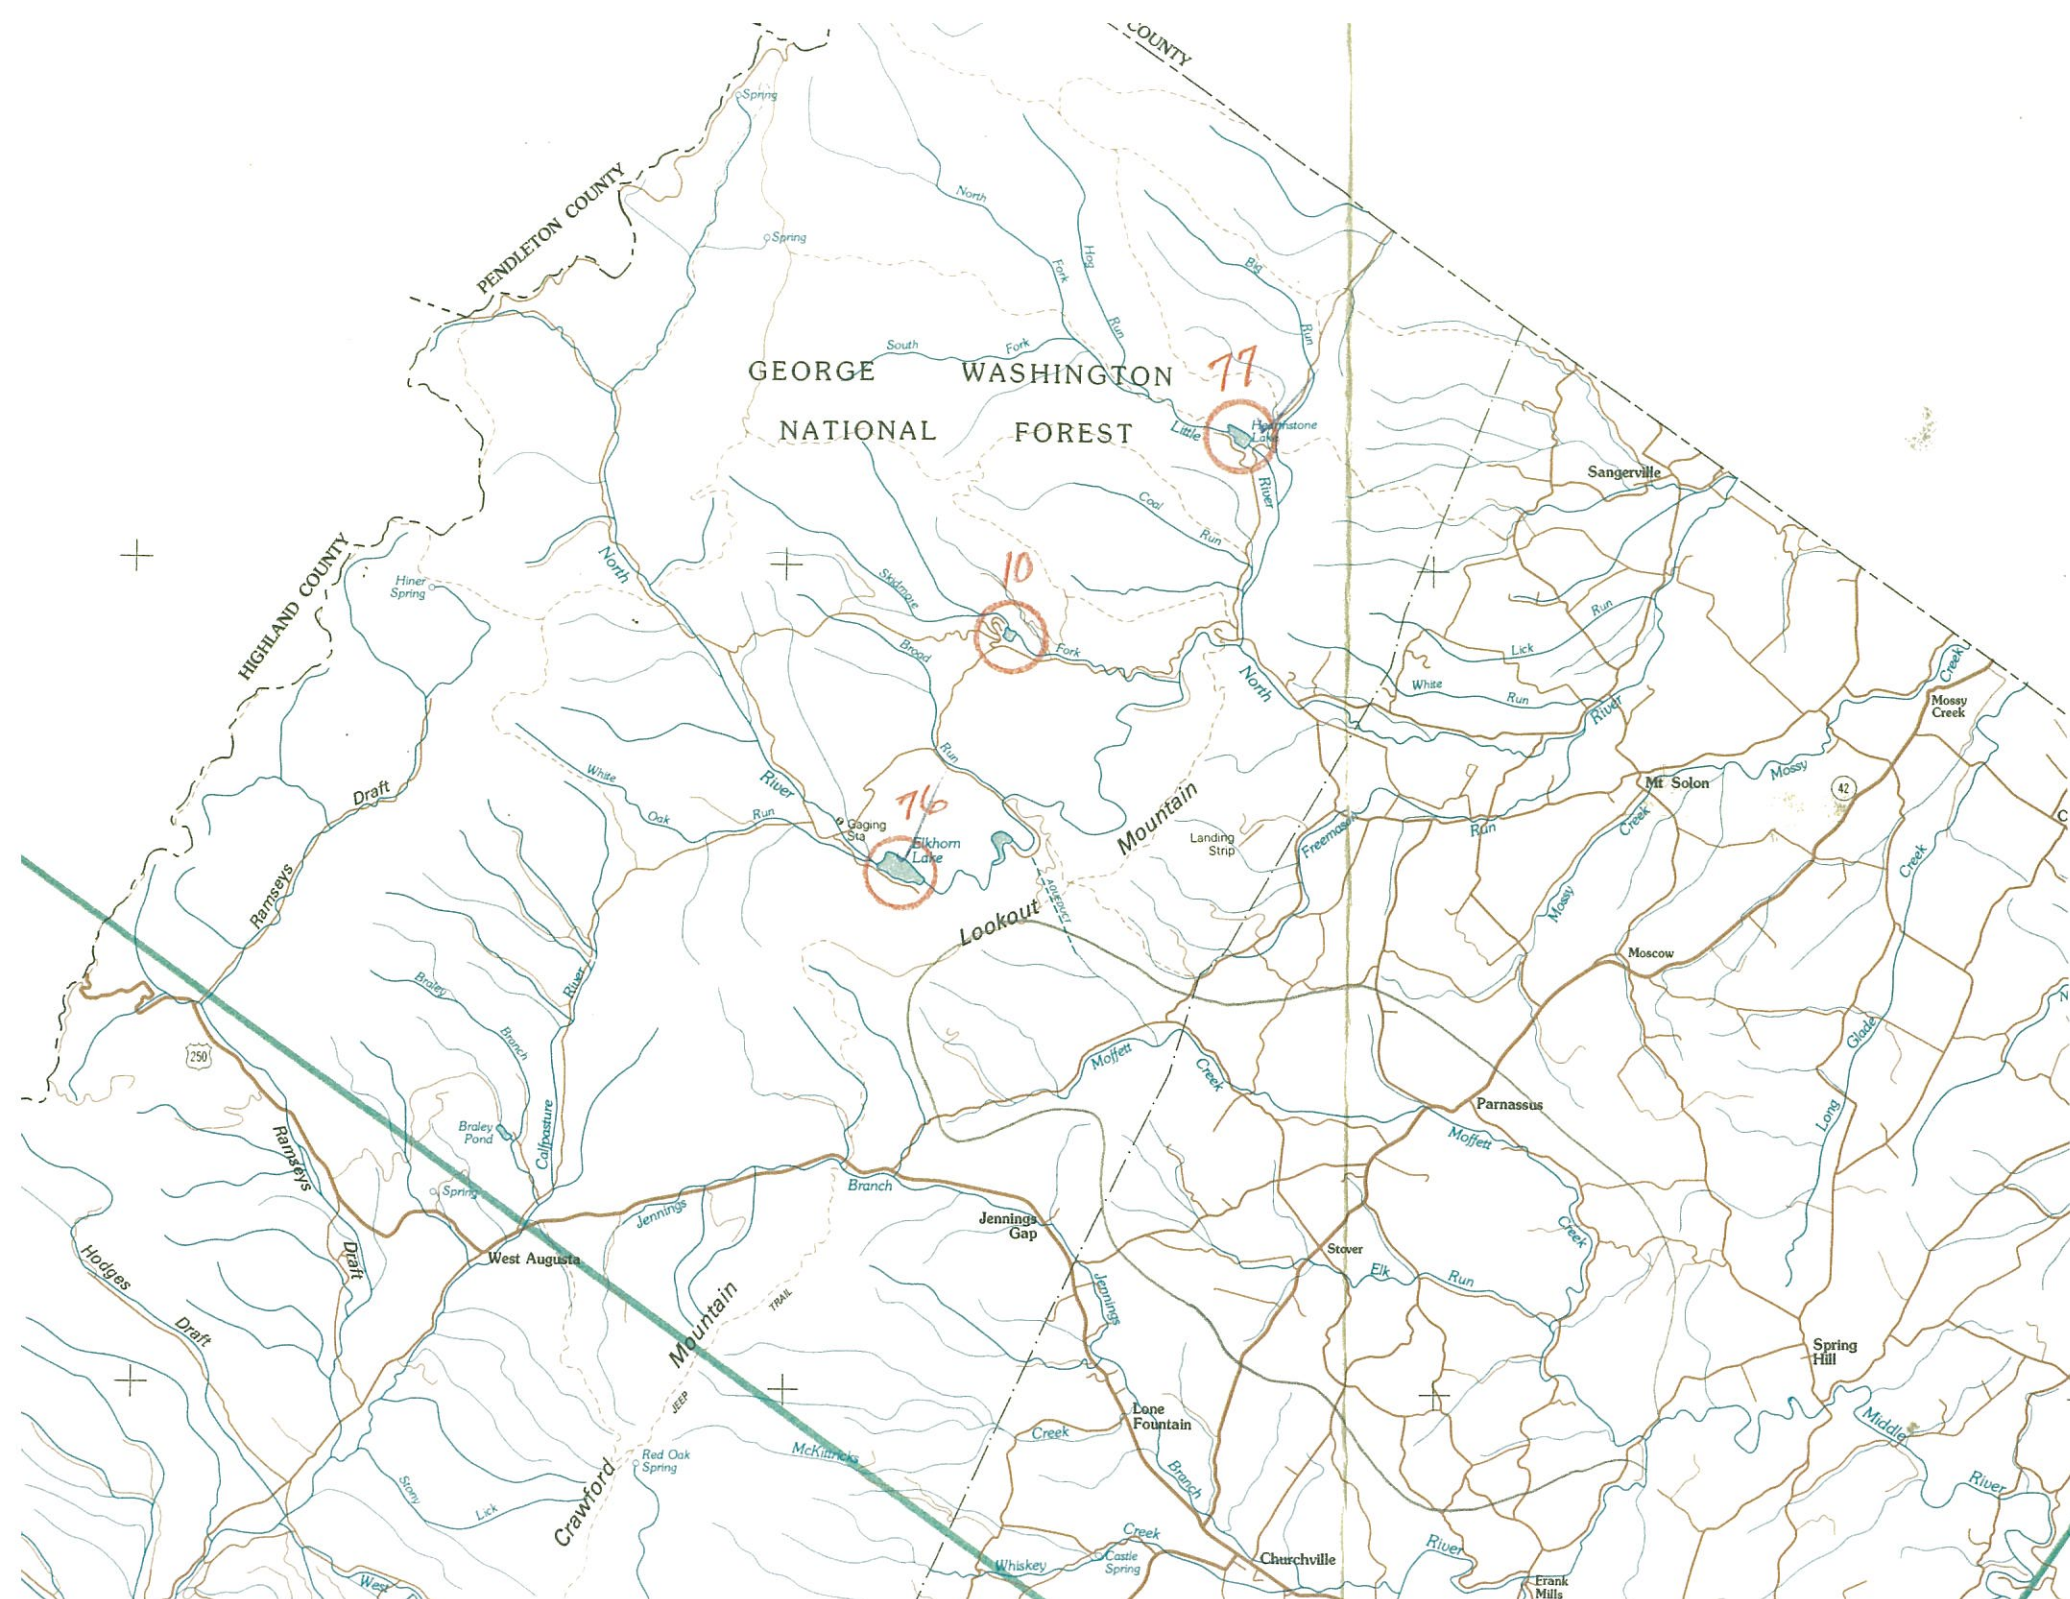 COUNTY
Spring
PENDLETON COUNTY
North
Spring
Hog
Fork
Big
Run
Run
South
Fork
77
GEORGE WASHINGTON
NATIONAL FOREST
Little
Lake
Sangerville
River
Coal
Run
HIGHLAND COUNTY
North
10
Hiner
Spring
Skidmore
Run
Broad
Fork
Lick
North
White
Run
River
Creek
Mossy
Creek
Run
White
River
Mossy
Mt Solon
42
76
Oak
Run
Gaging
Sta
Elkhorn
Lake
Mountain
Landing
Strip
Freemason
Run
Creek
Draft
Ramseys
AQUEDUCT
Lookout
Mossy
Creek
Moscow
River
Braley
Branch
250
Moffett
Creek
Glade
Long
Parnassus
Braley
Pond
Calfpasture
Moffett
Ramseys
Spring
Branch
Jennings
Jennings
Gap
Creek
Hodges
Draft
West Augusta
Stover
Elk
Run
Jennings
Mountain
TRAIL
Draft
Spring
Hill
JEEP
Lone
Fountain
Creek
Middle
McKittricks
Red Oak
Spring
Branch
River
Stony
Lick
Crawford
Creek
Whiskey
Castle
Spring
Churchville
River
Frank
Mills
West